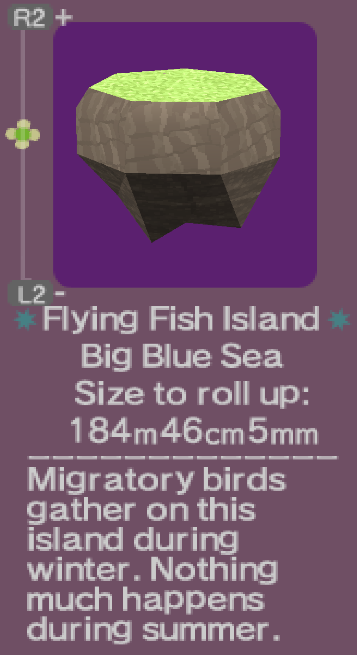 R2 +
L2 -
Flying Fish Island
Big Blue Sea
Size to roll up:
184m46cm5mm
Migratory birds
gather on this
island during
winter. Nothing
much happens
during summer.